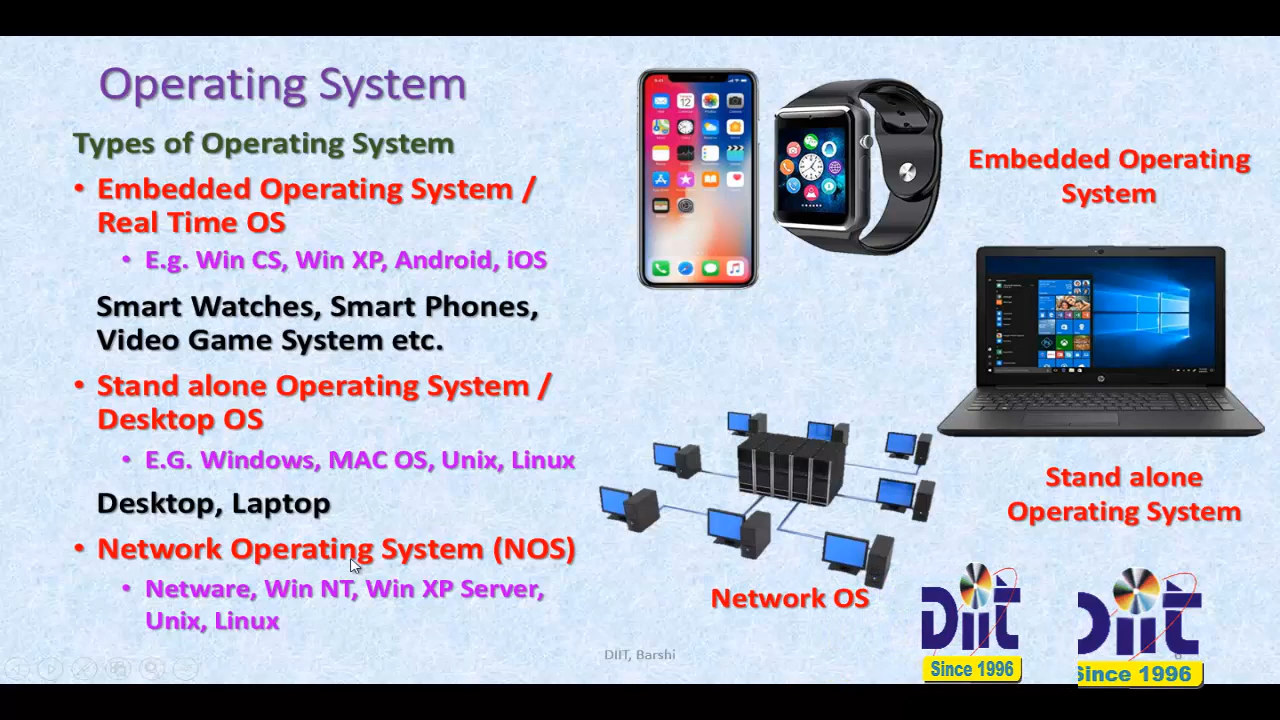 Operating System
Types of Operating System
• Embedded Operating System /
Real Time OS
• E.g. Win CS, Win XP, Android, iOS
Smart Watches, Smart Phones,
Video Game System etc.
• Stand alone Operating System /
Desktop OS
• E.G. Windows, MAC OS, Unix, Linux
Desktop, Laptop
• Network Operating System (NOS)
• Netware, Win NT, Win XP Server,
Unix, Linux
Embedded Operating
System
Stand alone
Operating System
Network OS
DIIT, Barshi
DiiT
Since 1996
DiiT
Since 1996